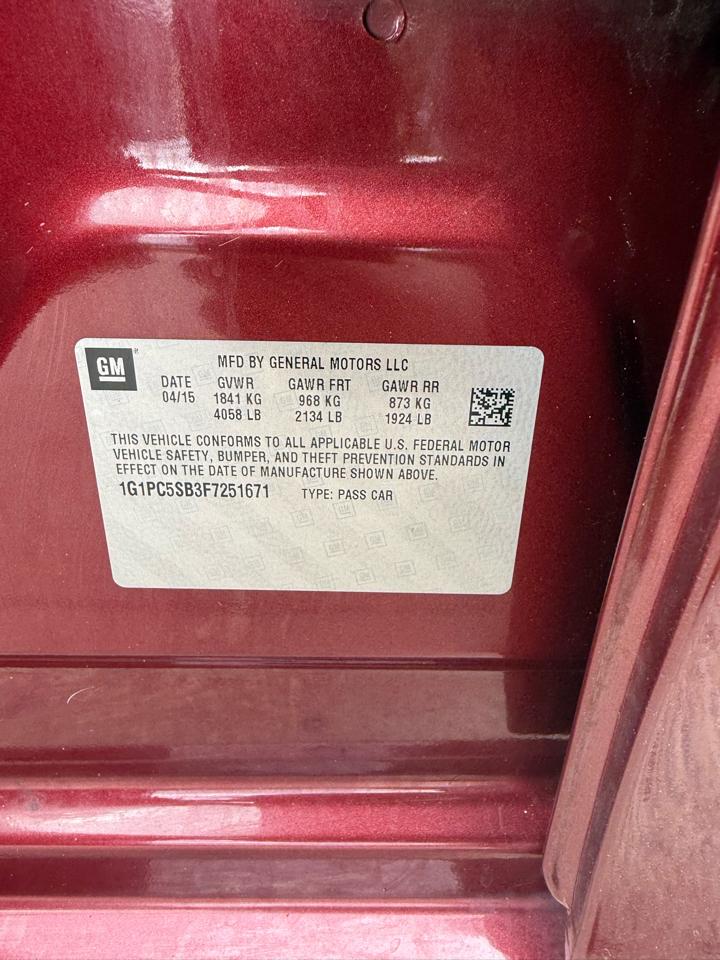 GM
MFD BY GENERAL MOTORS LLC
DATE GVWR GAWR FRT GAWR RR
04/15 1841 KG 968 KG 873 KG
4058 LB 2134 LB 1924 LB
THIS VEHICLE CONFORMS TO ALL APPLICABLE U.S. FEDERAL MOTOR
VEHICLE SAFETY, BUMPER, AND THEFT PREVENTION STANDARDS IN
EFFECT ON THE DATE OF MANUFACTURE SHOWN ABOVE.
1G1PC5SB3F7251671 TYPE: PASS CAR